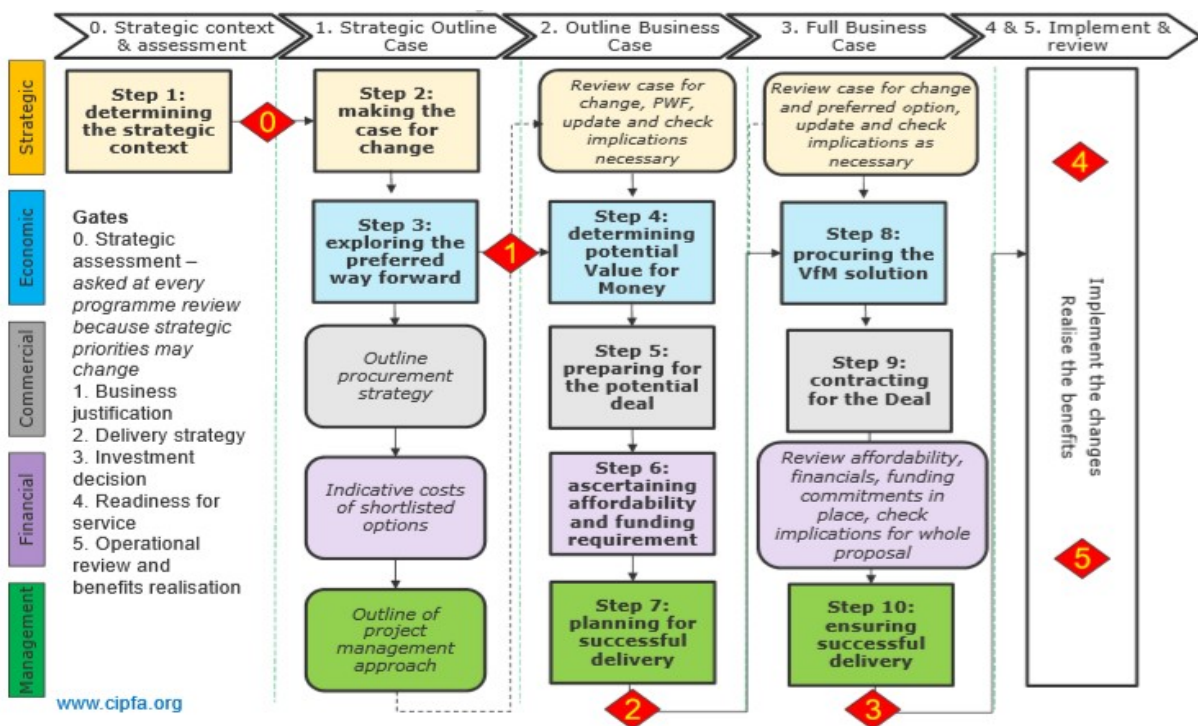 0. Strategic context
& assessment
1. Strategic Outline
Case
2. Outline Business
Case
3. Full Business
Case
4 & 5. Implement &
review
Strategic
Step 1:
determining
the strategic
context
0
Step 2:
making the
case for
change
Review case for
change, PWF,
update and check
implications
necessary
Review case for change
and preferred option,
update and check
implications as
necessary
4
Economic
Gates
0. Strategic
assessment –
asked at every
programme review
because strategic
priorities may
change
1. Business
justification
2. Delivery strategy
3. Investment
decision
4. Readiness for
service
5. Operational
review and
benefits realisation
Step 3:
exploring the
preferred
way forward
1
Step 4:
determining
potential
Value for
Money
Step 8:
procuring the
VfM solution
Implement the changes
Realise the benefits
Commercial
Outline
procurement
strategy
Step 5:
preparing for
the potential
deal
Step 9:
contracting
for the Deal
Financial
Indicative costs
of shortlisted
options
Step 6:
ascertaining
affordability
and funding
requirement
Review affordability,
financials, funding
commitments in
place, check
implications for whole
proposal
5
Management
Outline of
project
management
approach
Step 7:
planning for
successful
delivery
Step 10:
ensuring
successful
delivery
2
3
www.cipfa.org